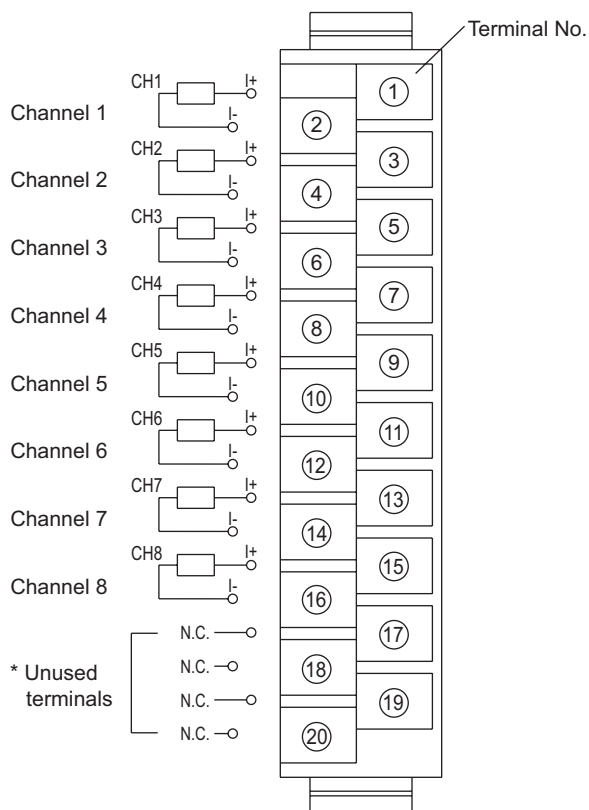 Terminal No.
CH1 I+ 1
Channel 1 I- 2
CH2 I+ 3
Channel 2 I- 4
CH3 I+ 5
Channel 3 I- 6
CH4 I+ 7
Channel 4 I- 8
CH5 I+ 9
Channel 5 I- 10
CH6 I+ 11
Channel 6 I- 12
CH7 I+ 13
Channel 7 I- 14
CH8 I+ 15
Channel 8 I- 16
N.C. 17
* Unused N.C. 18
terminals N.C. 19
N.C. 20